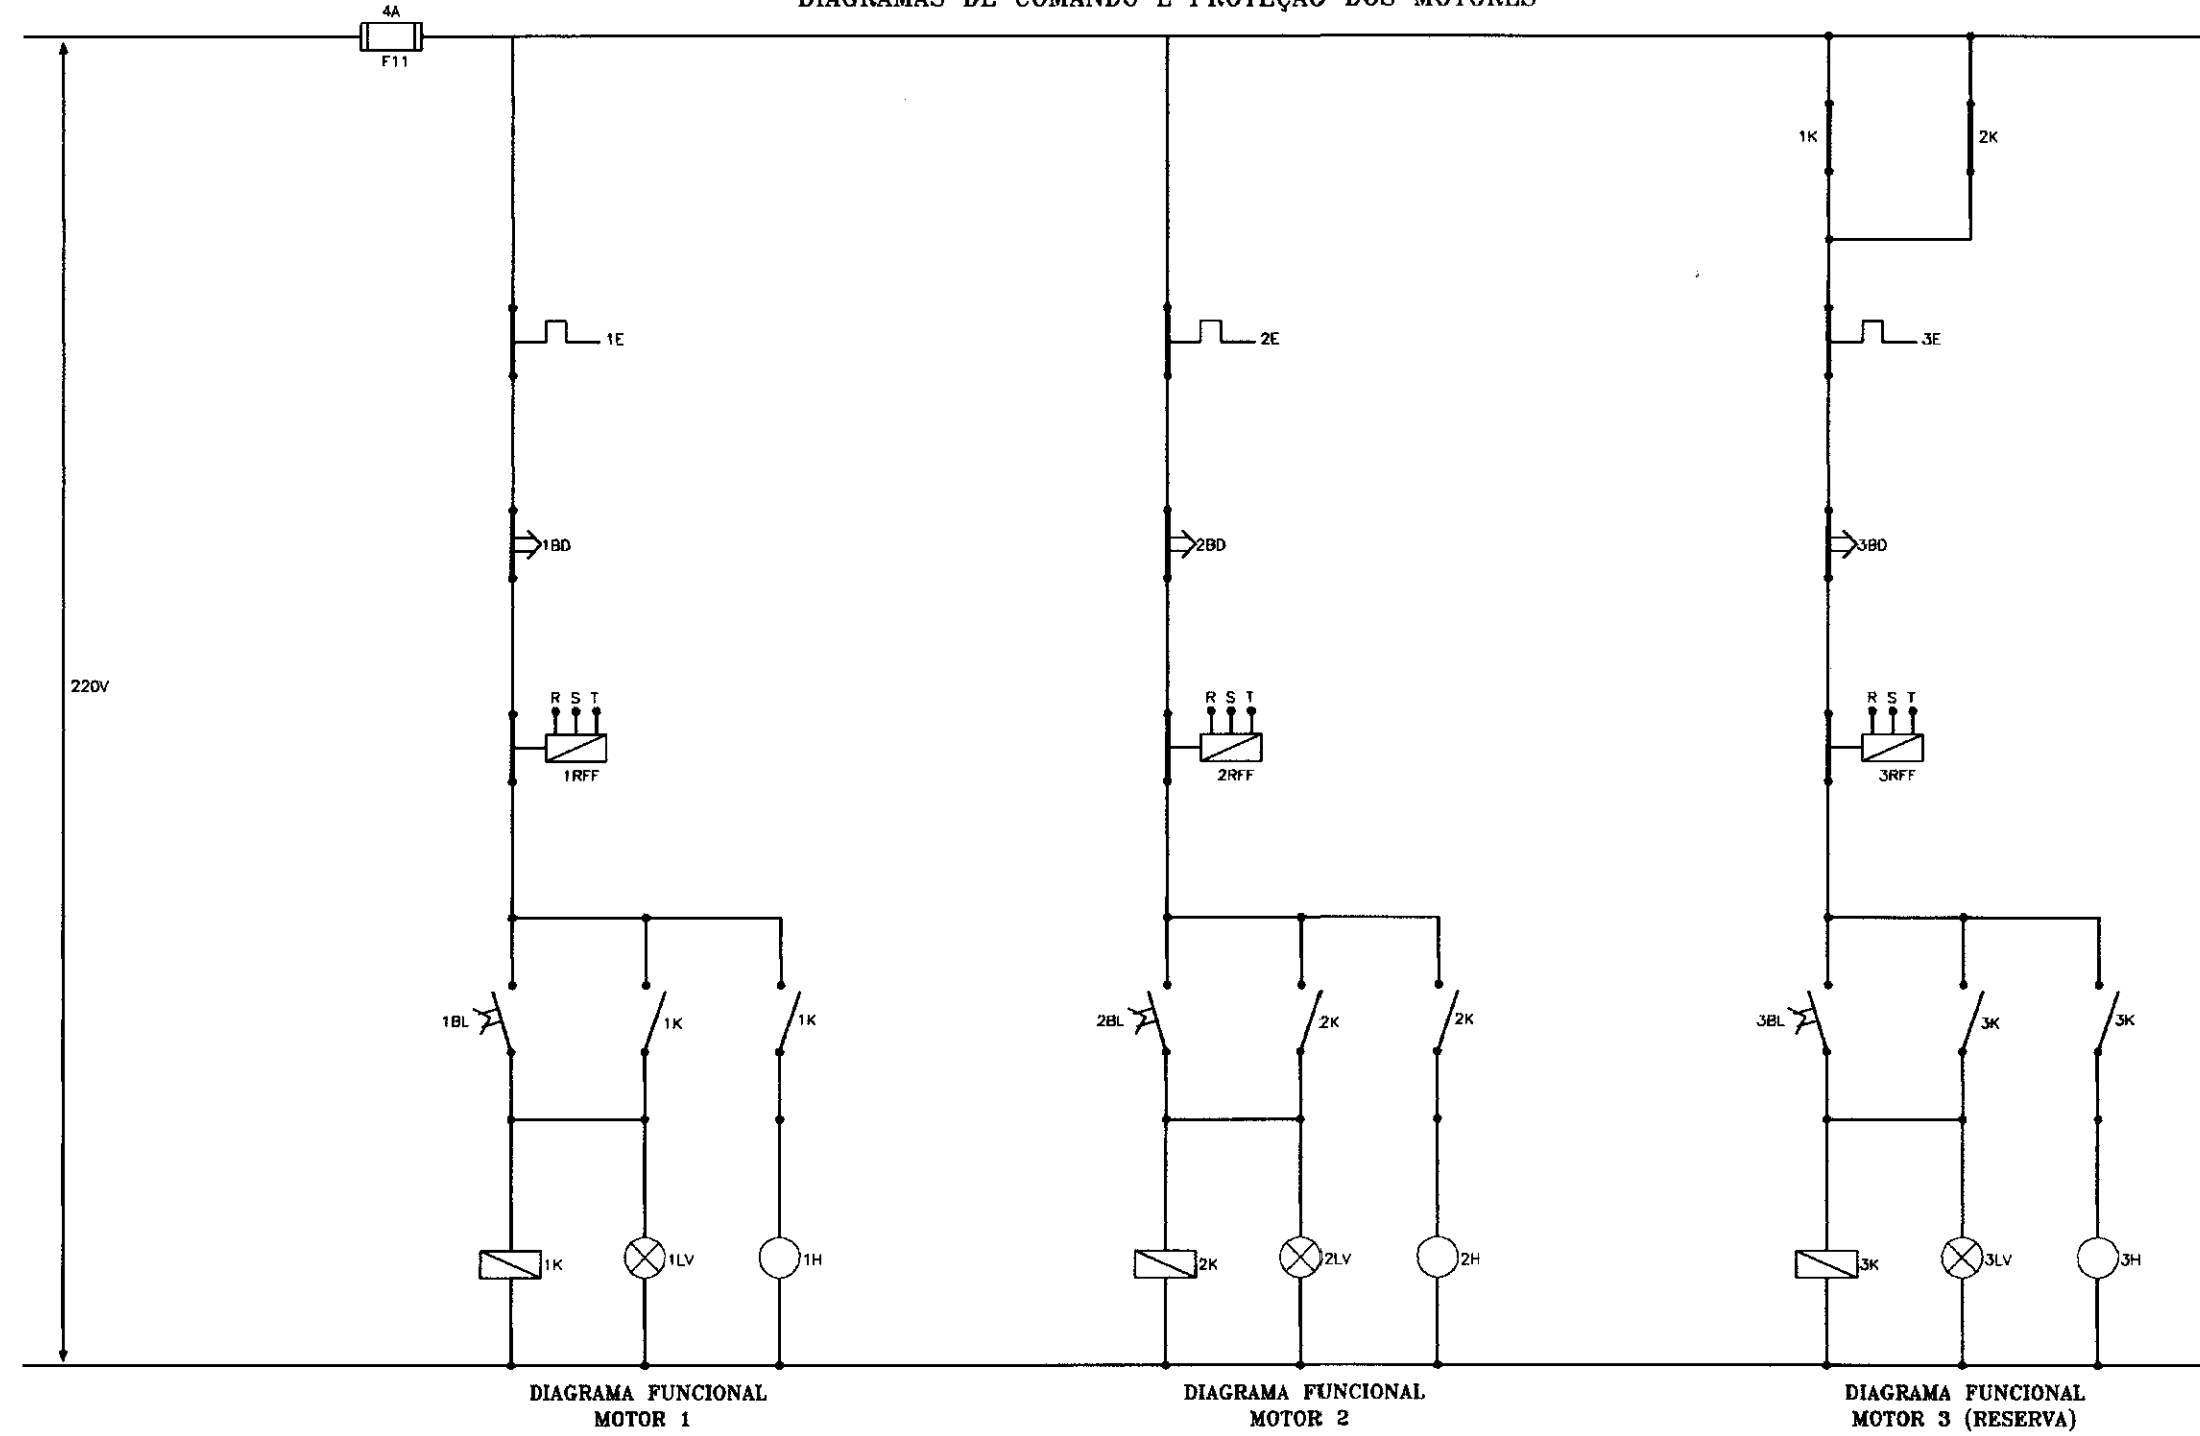 DIAGRAMAS DE COMANDO E PROTEÇÃO DOS MOTORES
4A
F11
1K
2K
1E
2E
3E
1BD
2BD
3BD
220V
R S T
R S T
R S T
1RFF
2RFF
3RFF
1BL
1K
1K
2BL
2K
2K
3BL
3K
3K
1K
1LV
1H
2K
2LV
2H
3K
3LV
3H
DIAGRAMA FUNCIONAL
MOTOR 1
DIAGRAMA FUNCIONAL
MOTOR 2
DIAGRAMA FUNCIONAL
MOTOR 3 (RESERVA)